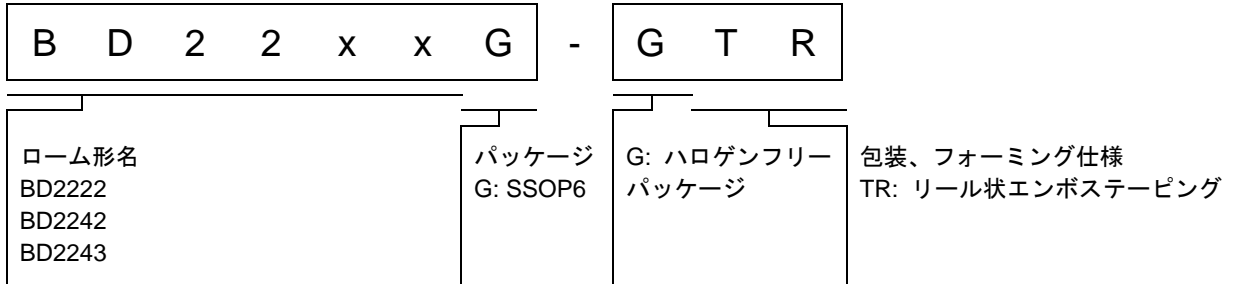 B D 2 2 x x G - G T R
ローム形名
BD2222
BD2242
BD2243
パッケージ
G: SSOP6
G: ハロゲンフリー
パッケージ
包装、フォーミング仕様
TR: リール状エンボステーピング